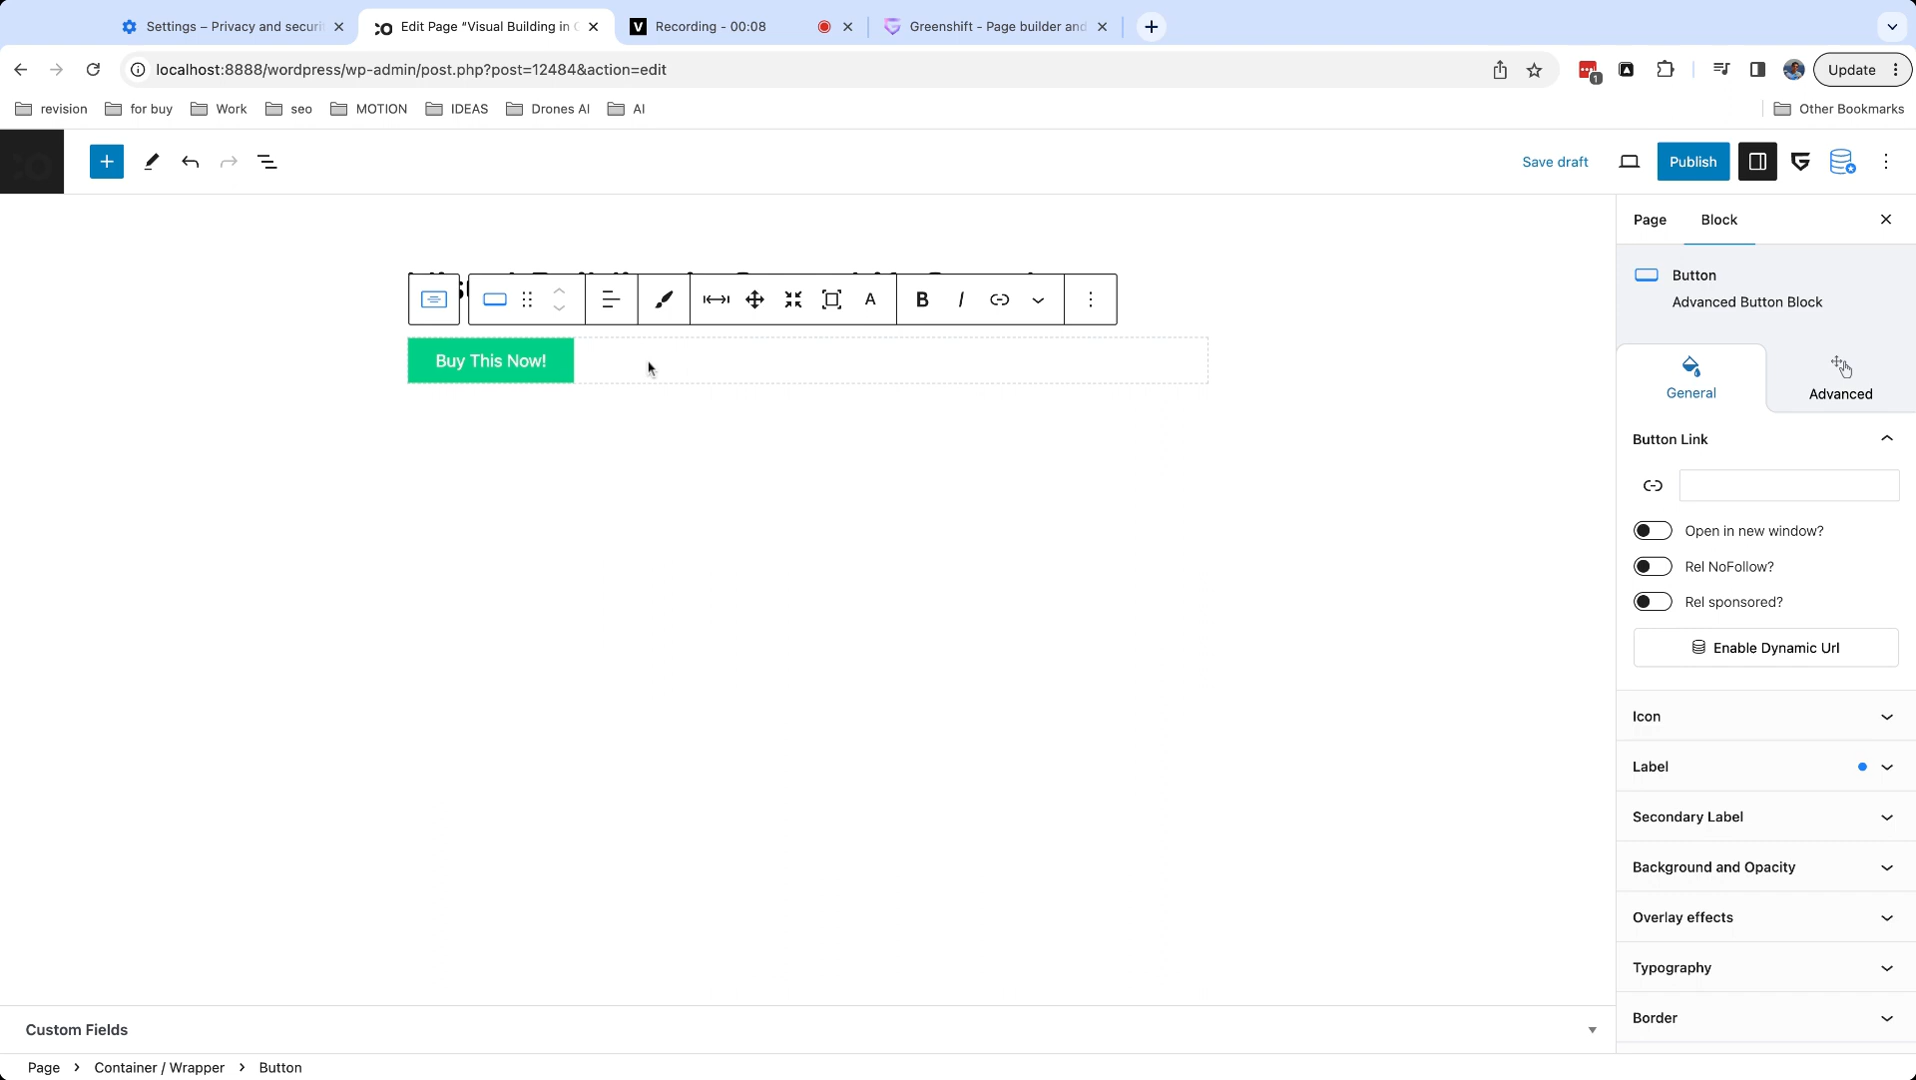 Settings – Privacy and securi
Edit Page “Visual Building in G
Recording - 00:08
Greenshift - Page builder and
localhost:8888/wordpress/wp-admin/post.php?post=12484&action=edit
1
Update
revision
for buy
Work
seo
MOTION
IDEAS
Drones AI
AI
Other Bookmarks
Save draft
Publish
Page
Block
Button
Advanced Button Block
A
B
I
Buy This Now!
General
Advanced
Button Link
Open in new window?
Rel NoFollow?
Rel sponsored?
Enable Dynamic Url
Icon
Label
Secondary Label
Background and Opacity
Overlay effects
Typography
Border
Custom Fields
Page > Container / Wrapper > Button